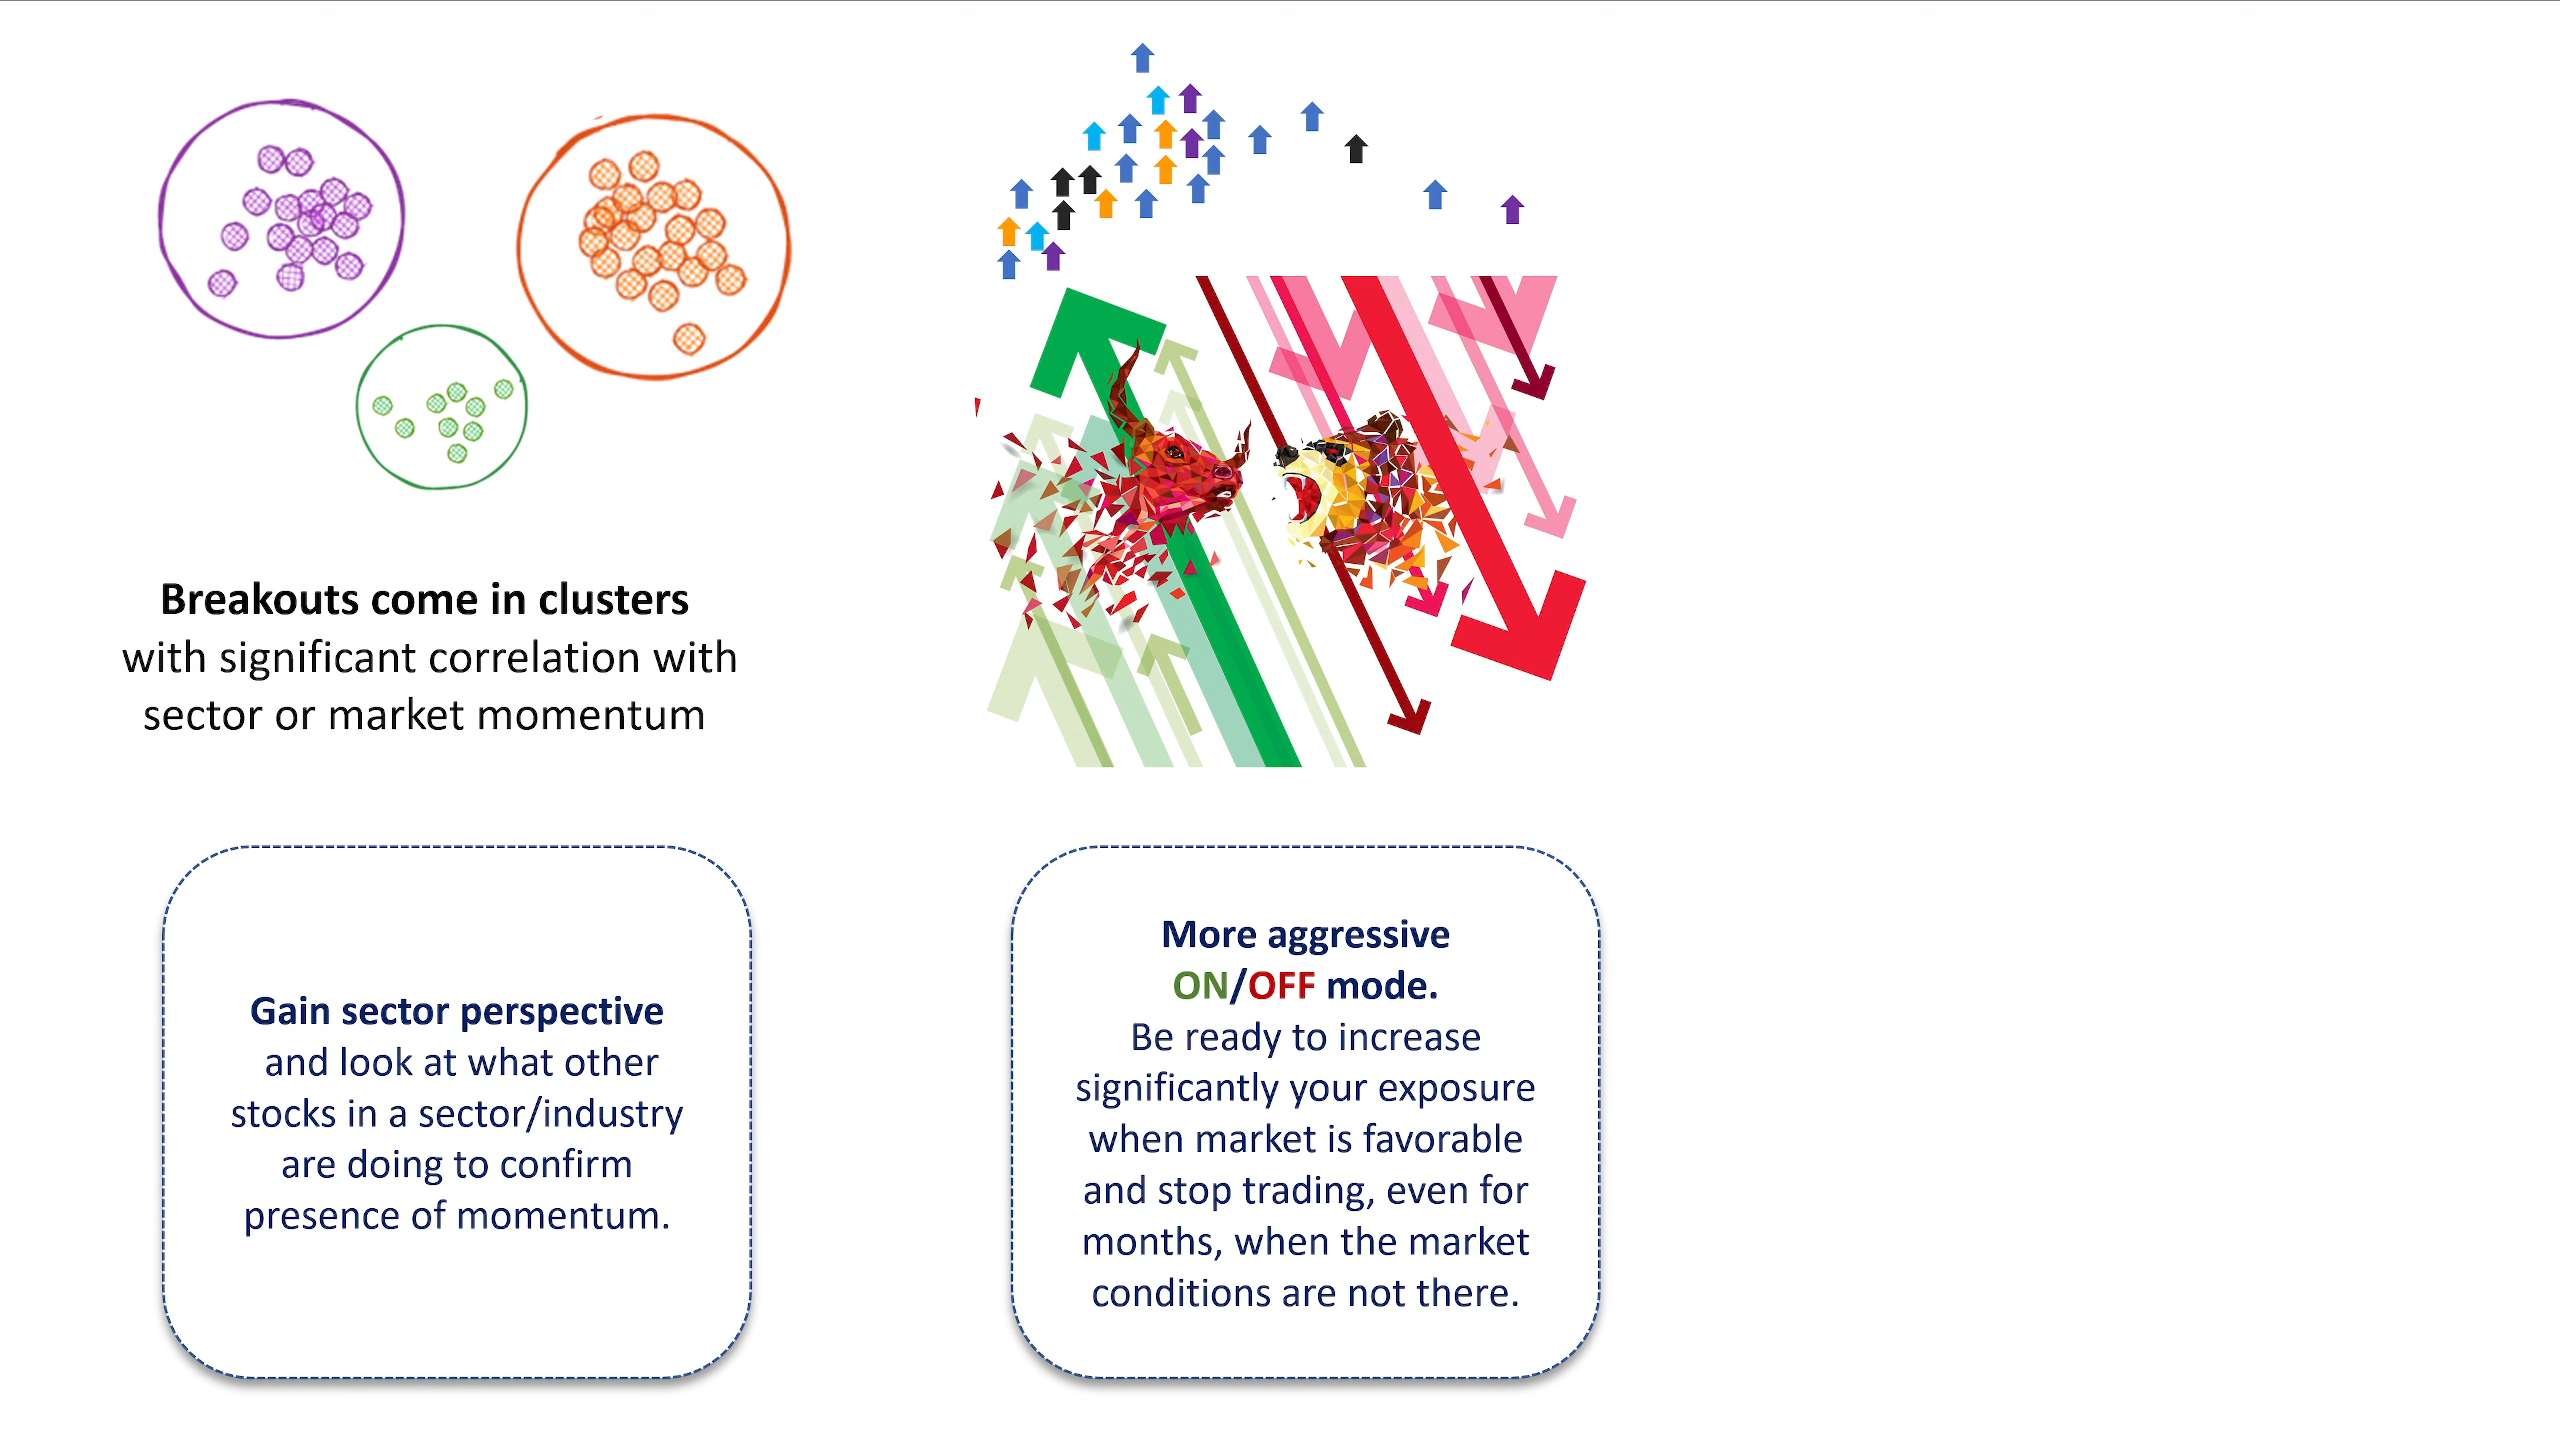 Breakouts come in clusters
with significant correlation with
sector or market momentum
Gain sector perspective
and look at what other
stocks in a sector/industry
are doing to confirm
presence of momentum.
More aggressive
ON/OFF mode.
Be ready to increase
significantly your exposure
when market is favorable
and stop trading, even for
months, when the market
conditions are not there.